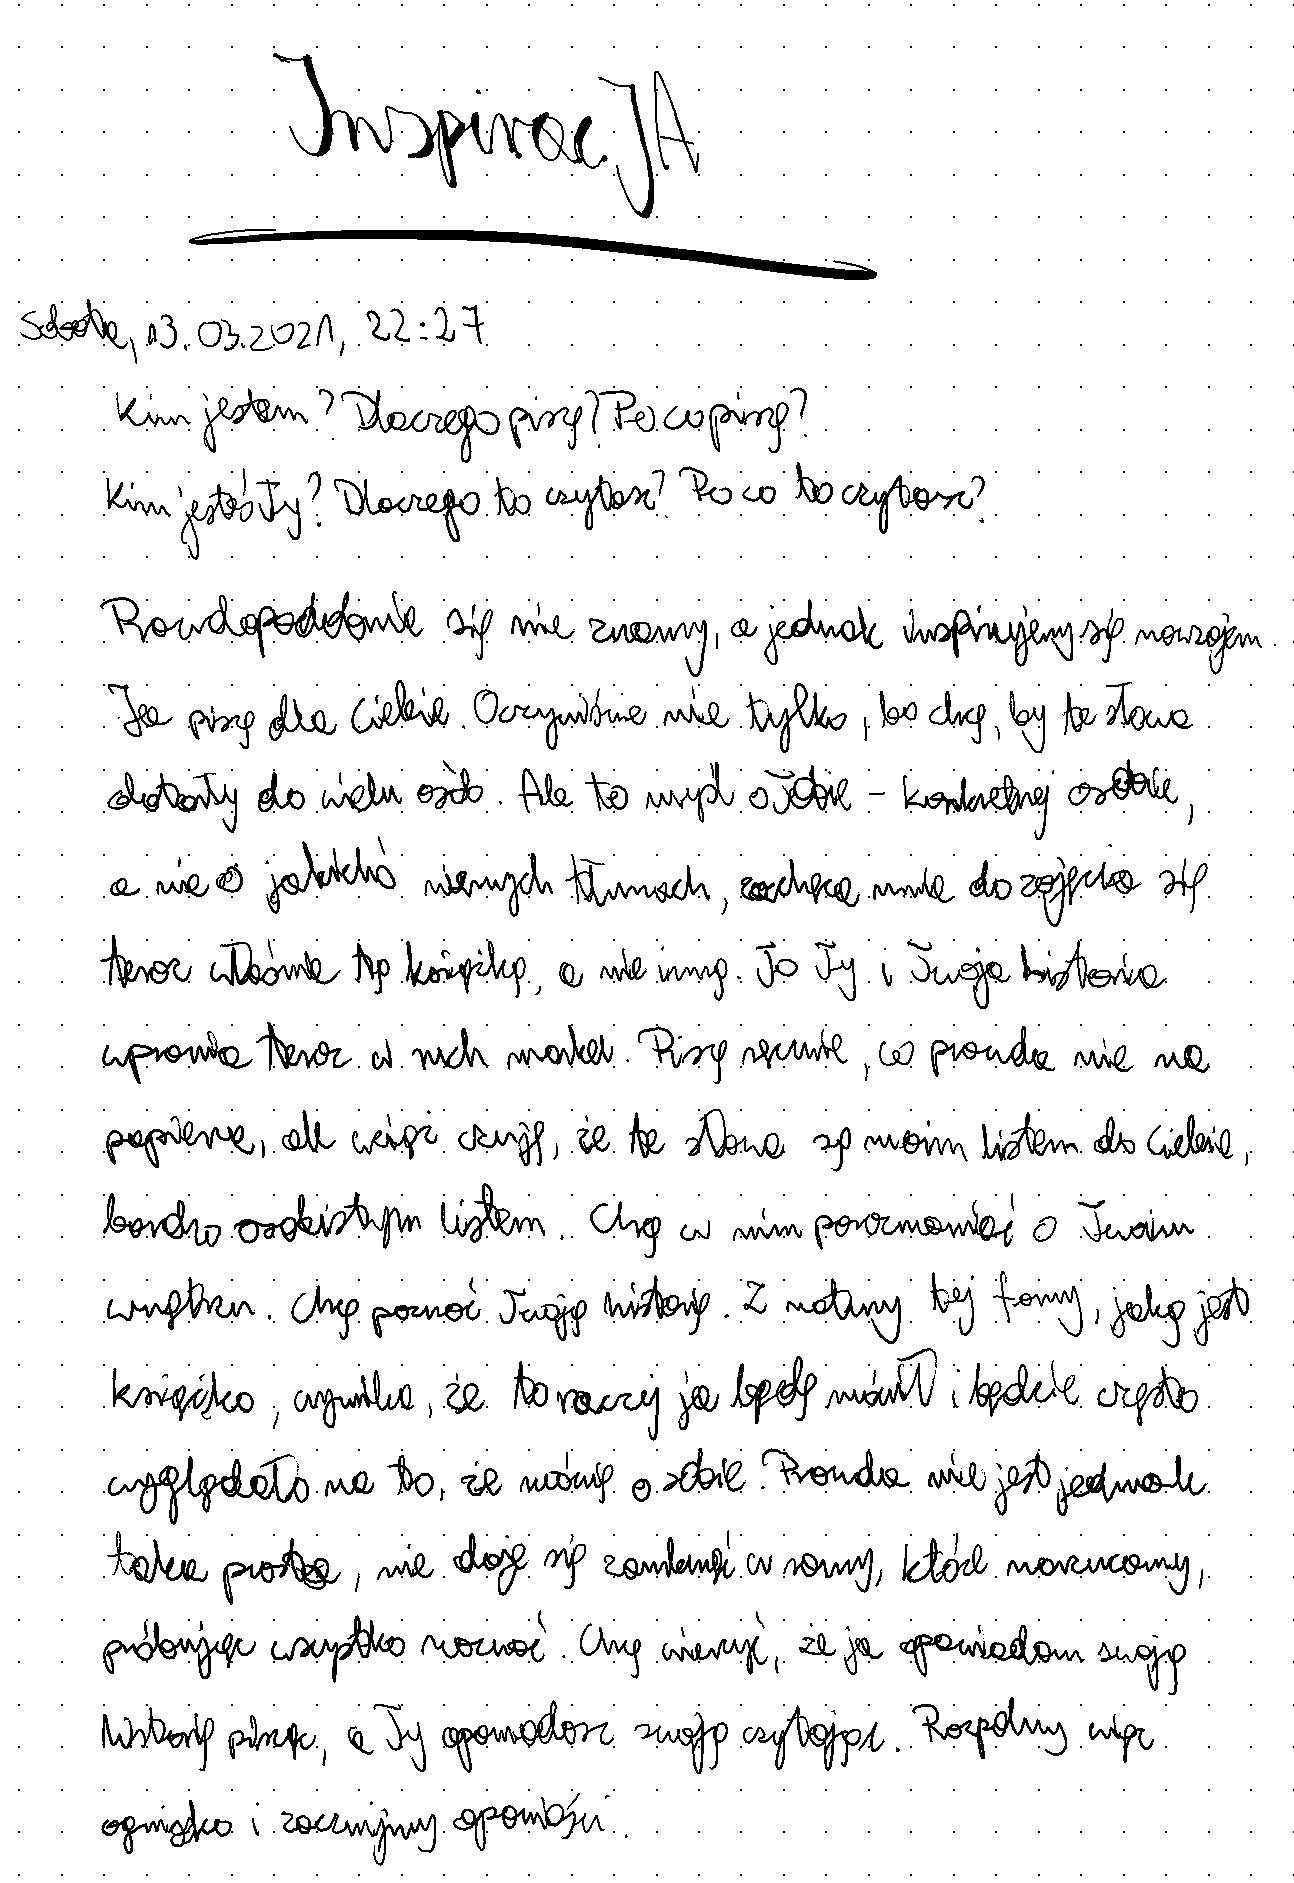 InspiracJA
Sobota, 13.03.2021, 22:27
Kim jestem? Dlaczego piszę? Po co piszę?
Kim jesteś Ty? Dlaczego to czytasz? Po co to czytasz?
Prawdopodobnie się nie znamy, a jednak inspirujemy się nawzajem.
Ja piszę dla Ciebie. Oczywiście nie tylko, bo chcę, by te słowa
dotarły do wielu osób. Ale to myśl o Tobie – konkretnej osobie,
a nie o jakichś niemych tłumach, zachęca mnie do zajęcia się
teraz właśnie tą książką, a nie inną. To Ty i Twoja historia
wprawia teraz w ruch markera. Piszę ręcznie, co prawda nie na
papierze, ale wciąż czuję, że te słowa są moim listem do Ciebie,
bardzo osobistym listem. Chcę w nim porozmawiać o Twoim
wnętrzu. Chcę poznać Twoją historię. Z natury tej formy, jaką jest
książka, wynika, że to raczej ja będę mówił i będzie często
wyglądało na to, że mówię o sobie. Prawda nie jest jednak
taka prosta, nie daje się zamknąć w ramy, które narzucamy,
próbując wszystko nazwać. Chcę wierzyć, że ja opowiadam swoją
historię pisząc, a Ty opowiadasz swoją czytając. Rozpalmy więc
ognisko i zacznijmy opowieści.